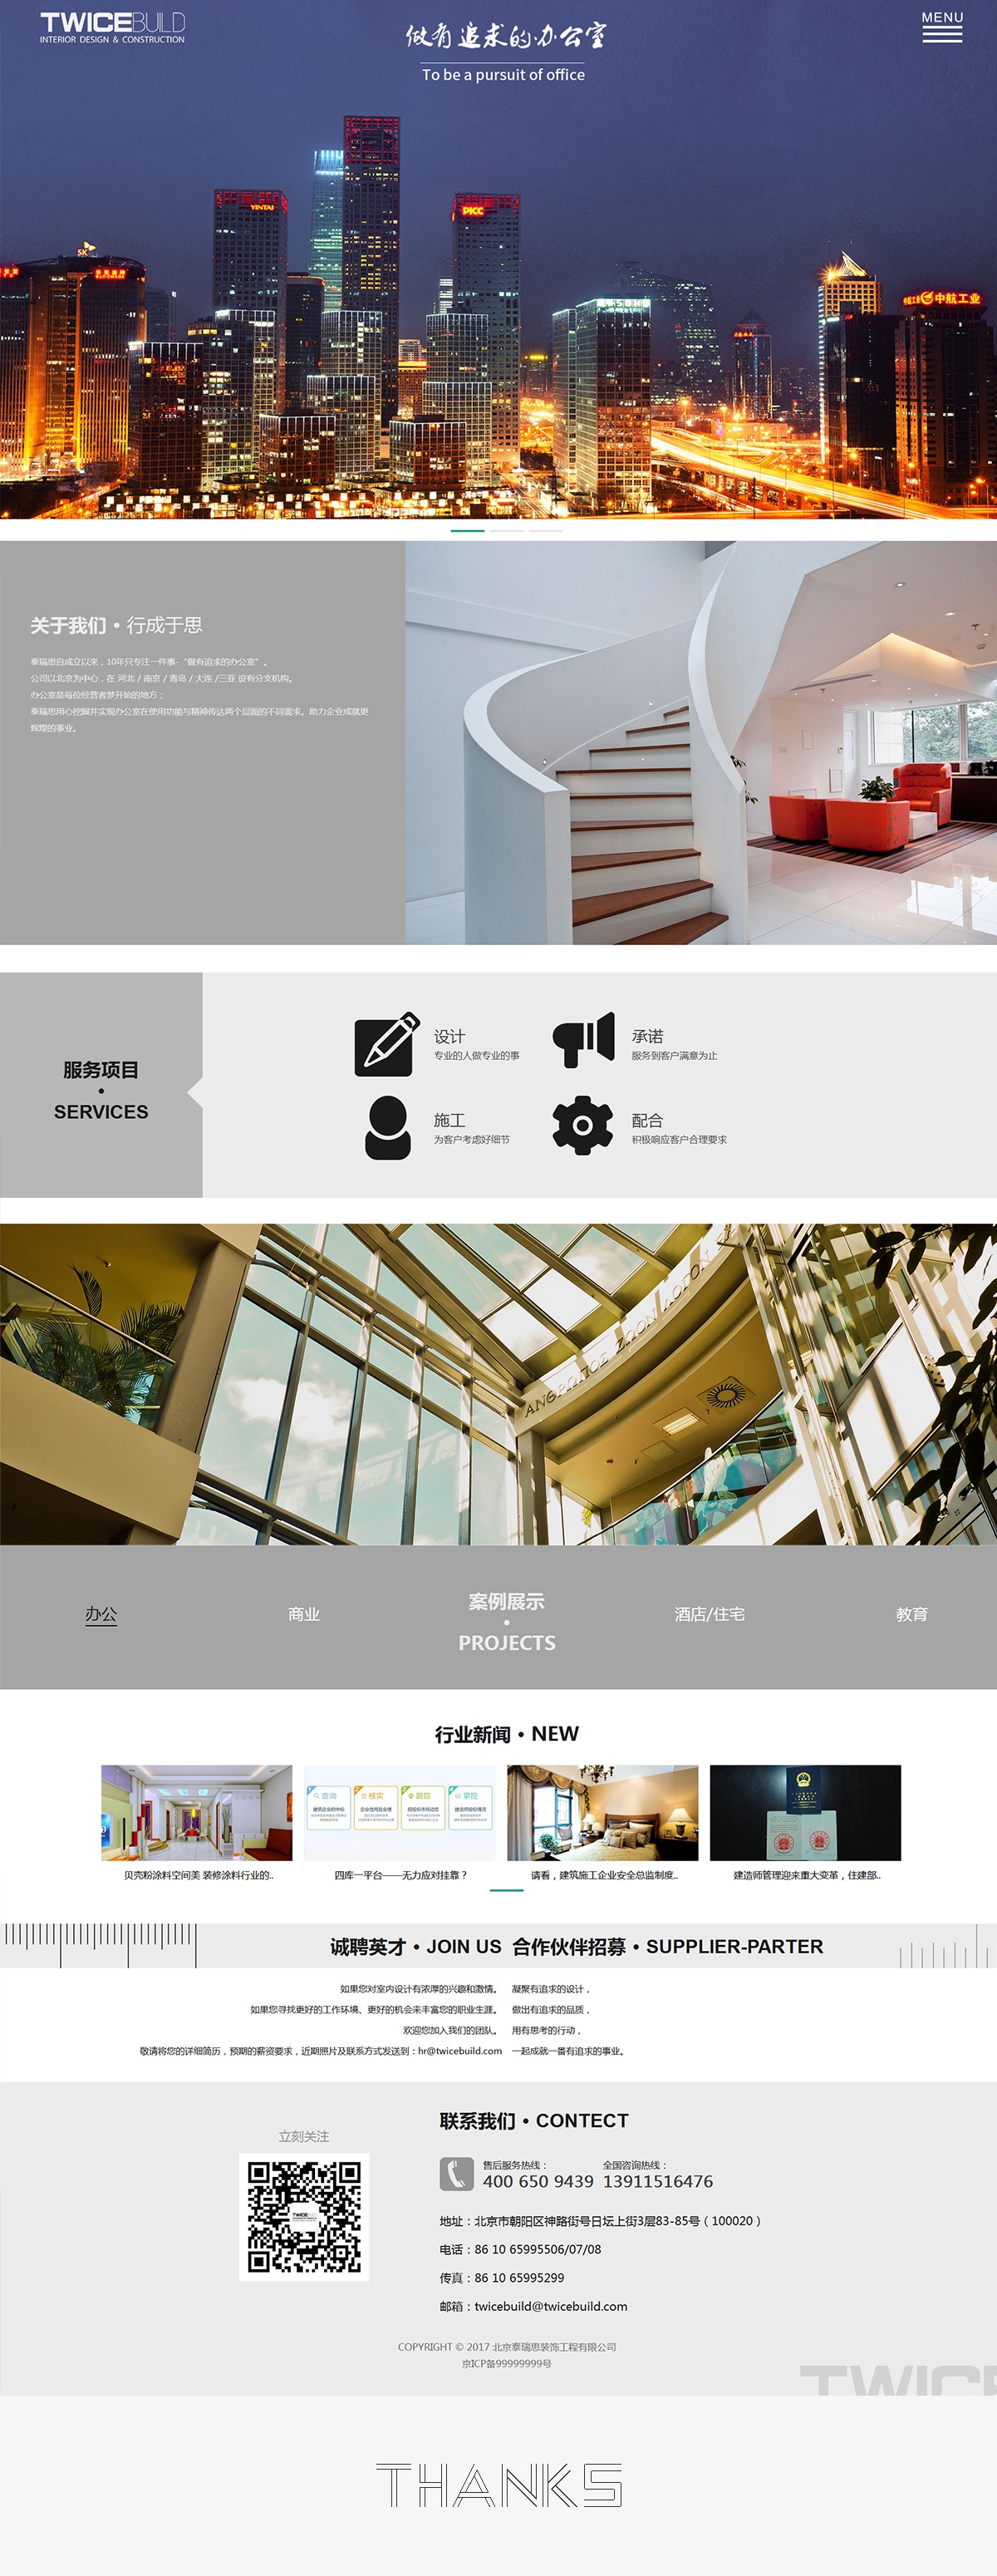 TWICEBUILD
INTERIOR DESIGN & CONSTRUCTION
做有追求的办公室
To be a pursuit of office
MENU
YINTAI
PICC
SK
中航工业
关于我们 • 行成于思
泰瑞思自成立以来，10年只专注一件事-“做有追求的办公室”。
公司以北京为中心，在 河北 / 南京 / 青岛 / 大连 /三亚 设有分支机构。
办公室是每位经营者梦开始的地方；
泰瑞思用心挖掘并实现办公室在使用功能与精神传达两个层面的不同需求。助力企业成就更
辉煌的事业。
服务项目
•
SERVICES
设计
专业的人做专业的事
承诺
服务到客户满意为止
施工
为客户考虑好细节
配合
积极响应客户合理要求
办公
商业
案例展示
•
PROJECTS
酒店/住宅
教育
行业新闻 • NEW
查询
核实
跟踪
掌控
贝壳粉涂料空间美 装修涂料行业的..
四库一平台——无力应对挂靠？
请看，建筑施工企业安全总监制度..
建造师管理迎来重大变革，住建部..
诚聘英才 • JOIN US
合作伙伴招募 • SUPPLIER-PARTER
如果您对室内设计有浓厚的兴趣和激情。
如果您寻找更好的工作环境、更好的机会来丰富您的职业生涯。
欢迎您加入我们的团队。
敬请将您的详细简历，预期的薪资要求，近期照片及联系方式发送到：hr@twicebuild.com
凝聚有追求的设计，
做出有追求的品质，
用有思考的行动，
一起成就一番有追求的事业。
立刻关注
TWICEBUILD
联系我们 • CONTECT
售后服务热线：
400 650 9439
全国咨询热线：
13911516476
地址：北京市朝阳区神路街号日坛上街3层83-85号（100020）
电话：86 10 65995506/07/08
传真：86 10 65995299
邮箱：twicebuild@twicebuild.com
COPYRIGHT © 2017 北京泰瑞思装饰工程有限公司
京ICP备99999999号
TWICE
THANKS